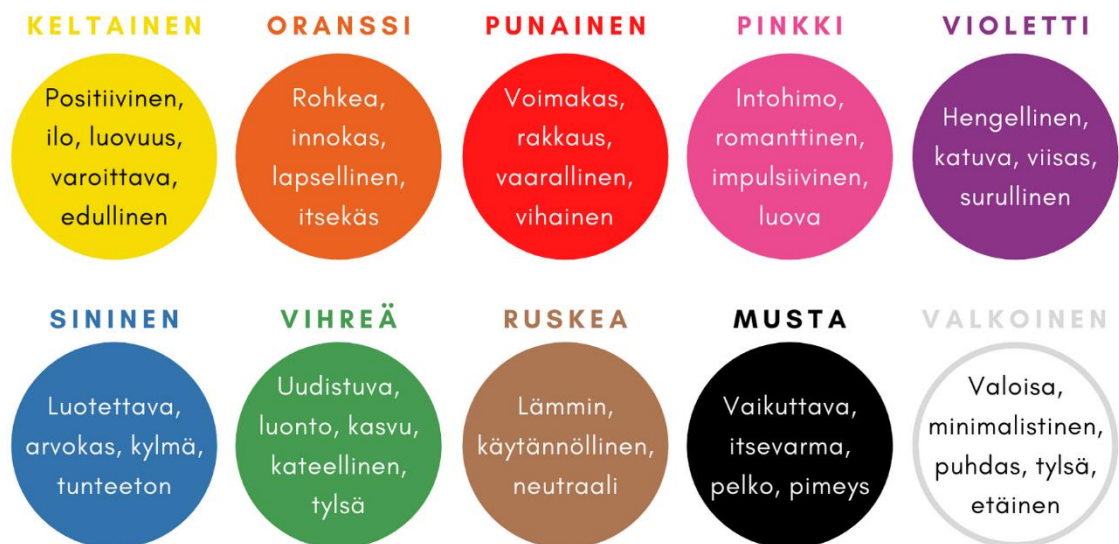 KELTAINEN
Positiivinen,
ilo, luovuus,
varoittava,
edullinen
ORANSSI
Rohkea,
innokas,
lapsellinen,
itsekäs
PUNAINEN
Voimakas,
rakkaus,
vaarallinen,
vihainen
PINKKI
Intohimo,
romanttinen,
impulsiivinen,
luova
VIOLETTI
Hengellinen,
katuva, viisas,
surullinen
SININEN
Luotettava,
arvokas, kylmä,
tunteeton
VIHREÄ
Uudistuva,
luonto, kasvu,
kateellinen,
tylsä
RUSKEA
Lämmin,
käytännöllinen,
neutraali
MUSTA
Vaikuttava,
itsevarma,
pelko, pimeys
VALKOINEN
Valoisa,
minimalistinen,
puhdas, tylsä,
etäinen